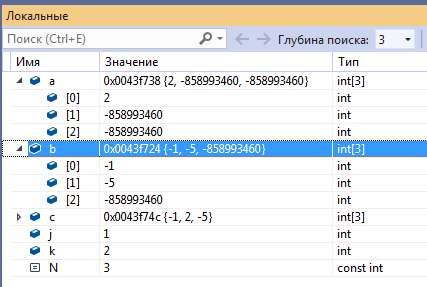 Локальные
Поиск (Ctrl+E) Глубина поиска: 3
Имя Значение Тип
a 0x0043f738 {2, -858993460, -858993460} int[3]
[0] 2 int
[1] -858993460 int
[2] -858993460 int
b 0x0043f724 {-1, -5, -858993460} int[3]
[0] -1 int
[1] -5 int
[2] -858993460 int
c 0x0043f74c {-1, 2, -5} int[3]
j 1 int
k 2 int
N 3 const int